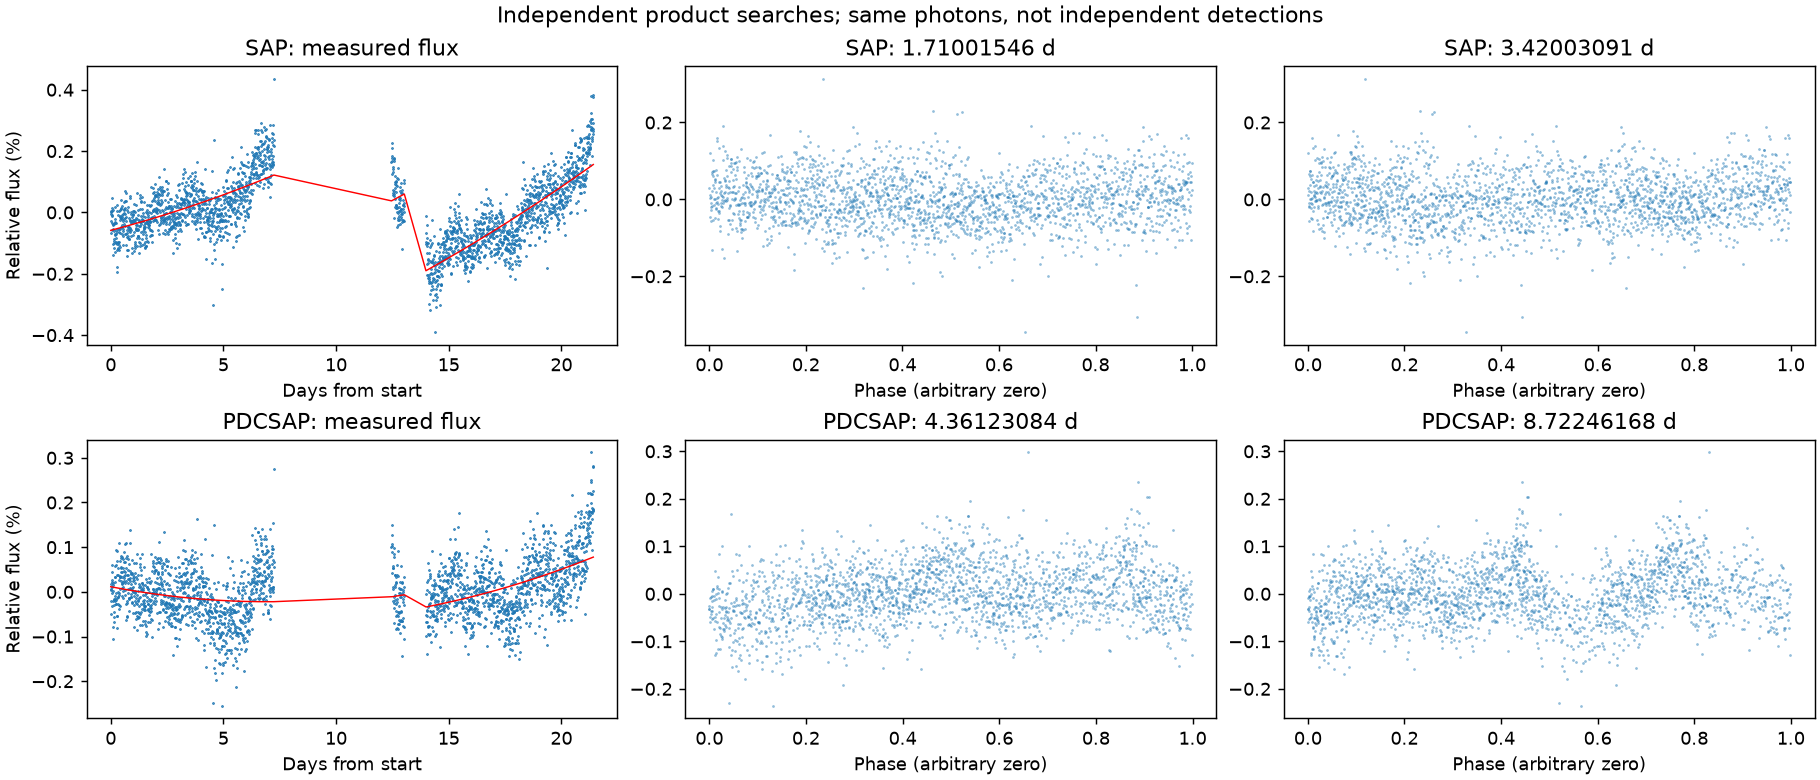 Independent product searches; same photons, not independent detections
SAP: measured flux
Relative flux (%)
0.4
0.2
0.0
−0.2
−0.4
0 5 10 15 20
Days from start
SAP: 1.71001546 d
0.2
0.0
−0.2
0.0 0.2 0.4 0.6 0.8 1.0
Phase (arbitrary zero)
SAP: 3.42003091 d
0.2
0.0
−0.2
0.0 0.2 0.4 0.6 0.8 1.0
Phase (arbitrary zero)
PDCSAP: measured flux
Relative flux (%)
0.3
0.2
0.1
0.0
−0.1
−0.2
0 5 10 15 20
Days from start
PDCSAP: 4.36123084 d
0.3
0.2
0.1
0.0
−0.1
−0.2
0.0 0.2 0.4 0.6 0.8 1.0
Phase (arbitrary zero)
PDCSAP: 8.72246168 d
0.3
0.2
0.1
0.0
−0.1
−0.2
0.0 0.2 0.4 0.6 0.8 1.0
Phase (arbitrary zero)